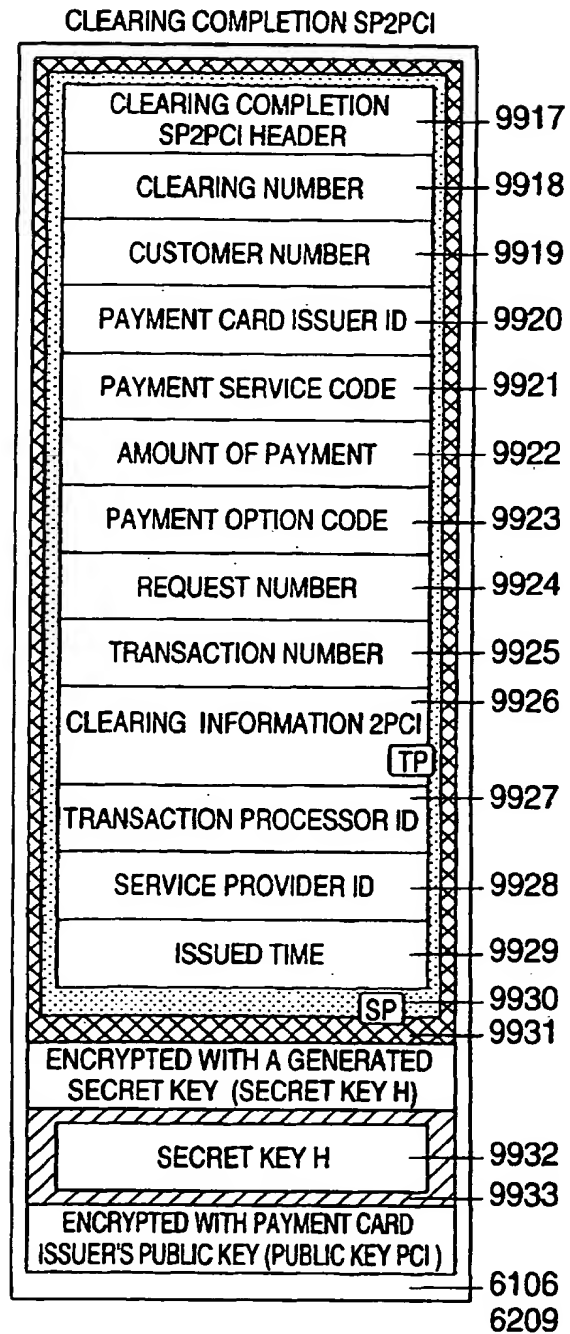 CLEARING COMPLETION SP2PCI
CLEARING COMPLETION
SP2PCI HEADER
9917
CLEARING NUMBER
9918
CUSTOMER NUMBER
9919
PAYMENT CARD ISSUER ID
9920
PAYMENT SERVICE CODE
9921
AMOUNT OF PAYMENT
9922
PAYMENT OPTION CODE
9923
REQUEST NUMBER
9924
TRANSACTION NUMBER
9925
9926
CLEARING INFORMATION 2PCI
TP
9927
TRANSACTION PROCESSOR ID
SERVICE PROVIDER ID
9928
ISSUED TIME
9929
SP
9930
9931
ENCRYPTED WITH A GENERATED
SECRET KEY (SECRET KEY H)
SECRET KEY H
9932
9933
ENCRYPTED WITH PAYMENT CARD
ISSUER'S PUBLIC KEY (PUBLIC KEY PCI)
6106
6209